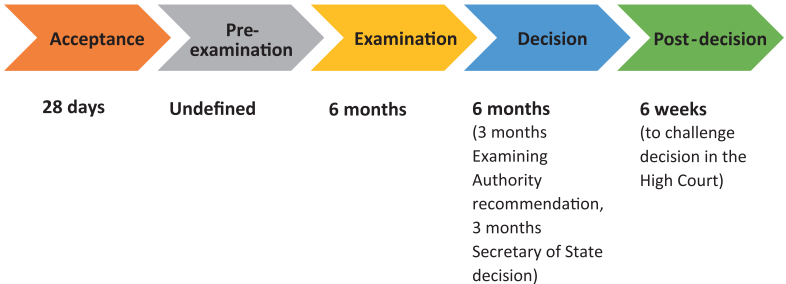 Acceptance
Pre-
examination
Examination
Decision
Post-decision
28 days
Undefined
6 months
6 months
(3 months
Examining
Authority
recommendation,
3 months
Secretary of State
decision)
6 weeks
(to challenge
decision in the
High Court)